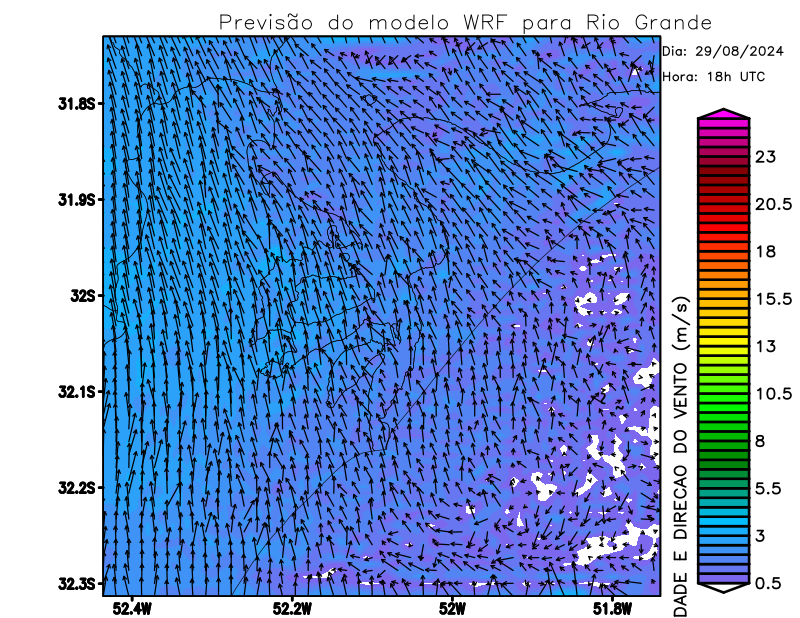 Previsão do modelo WRF para Rio Grande
Dia: 29/08/2024
Hora: 18h UTC
31.8S
31.9S
32S
32.1S
32.2S
32.3S
52.4W
52.2W
52W
51.8W
23
20.5
18
15.5
13
10.5
8
5.5
3
0.5
DADE E DIRECAO DO VENTO (m/s)